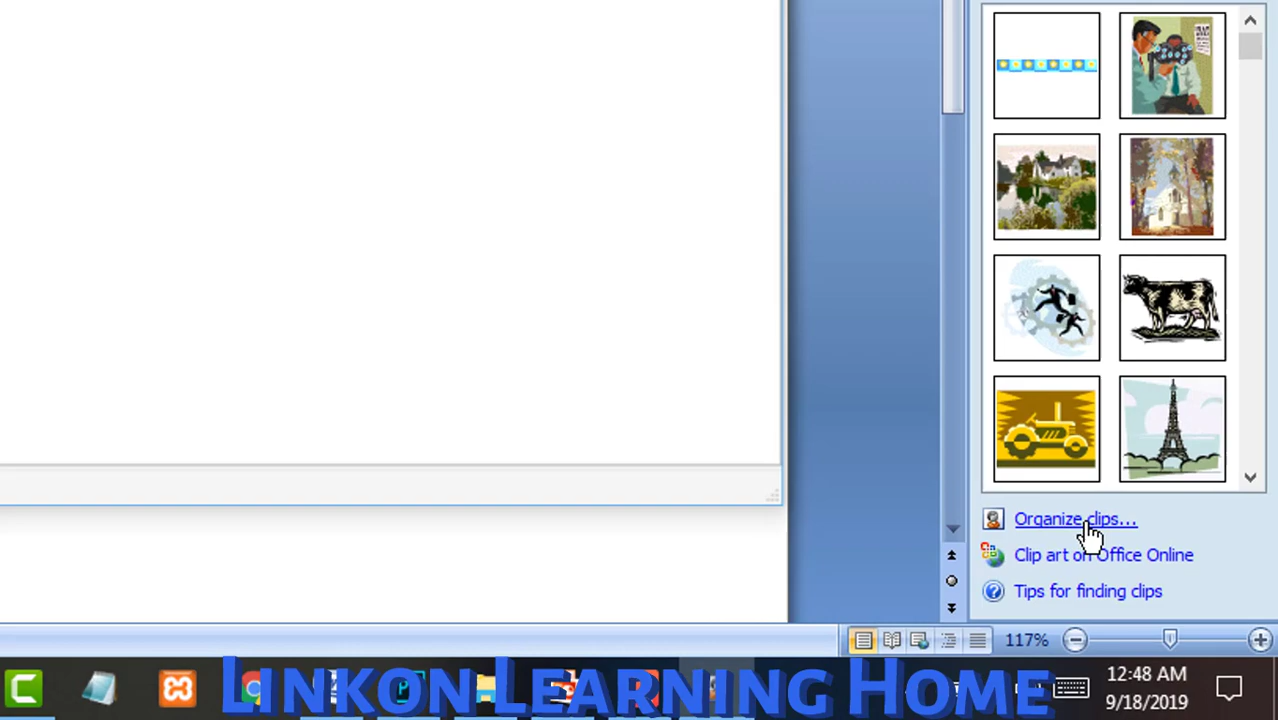 Organize clips...
Clip art on Office Online
Tips for finding clips
117%
12:48 AM
9/18/2019
Linkon Learning Home